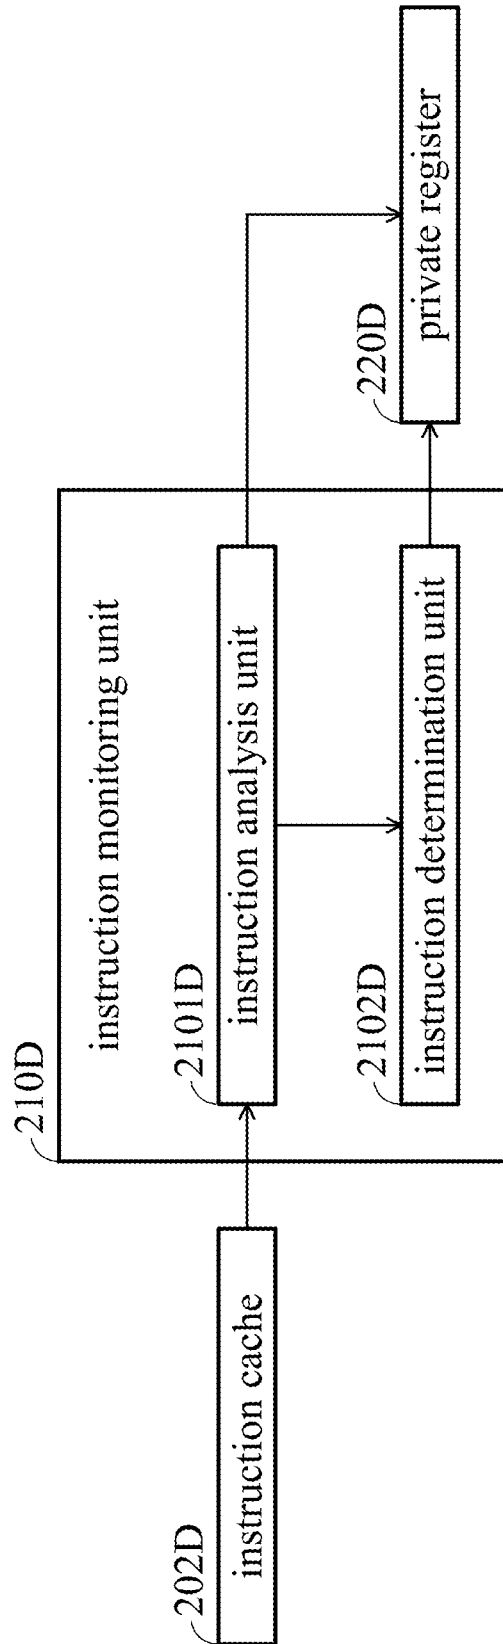 210D
instruction monitoring unit
202D
instruction cache
2101D
instruction analysis unit
2102D
instruction determination unit
220D
private register